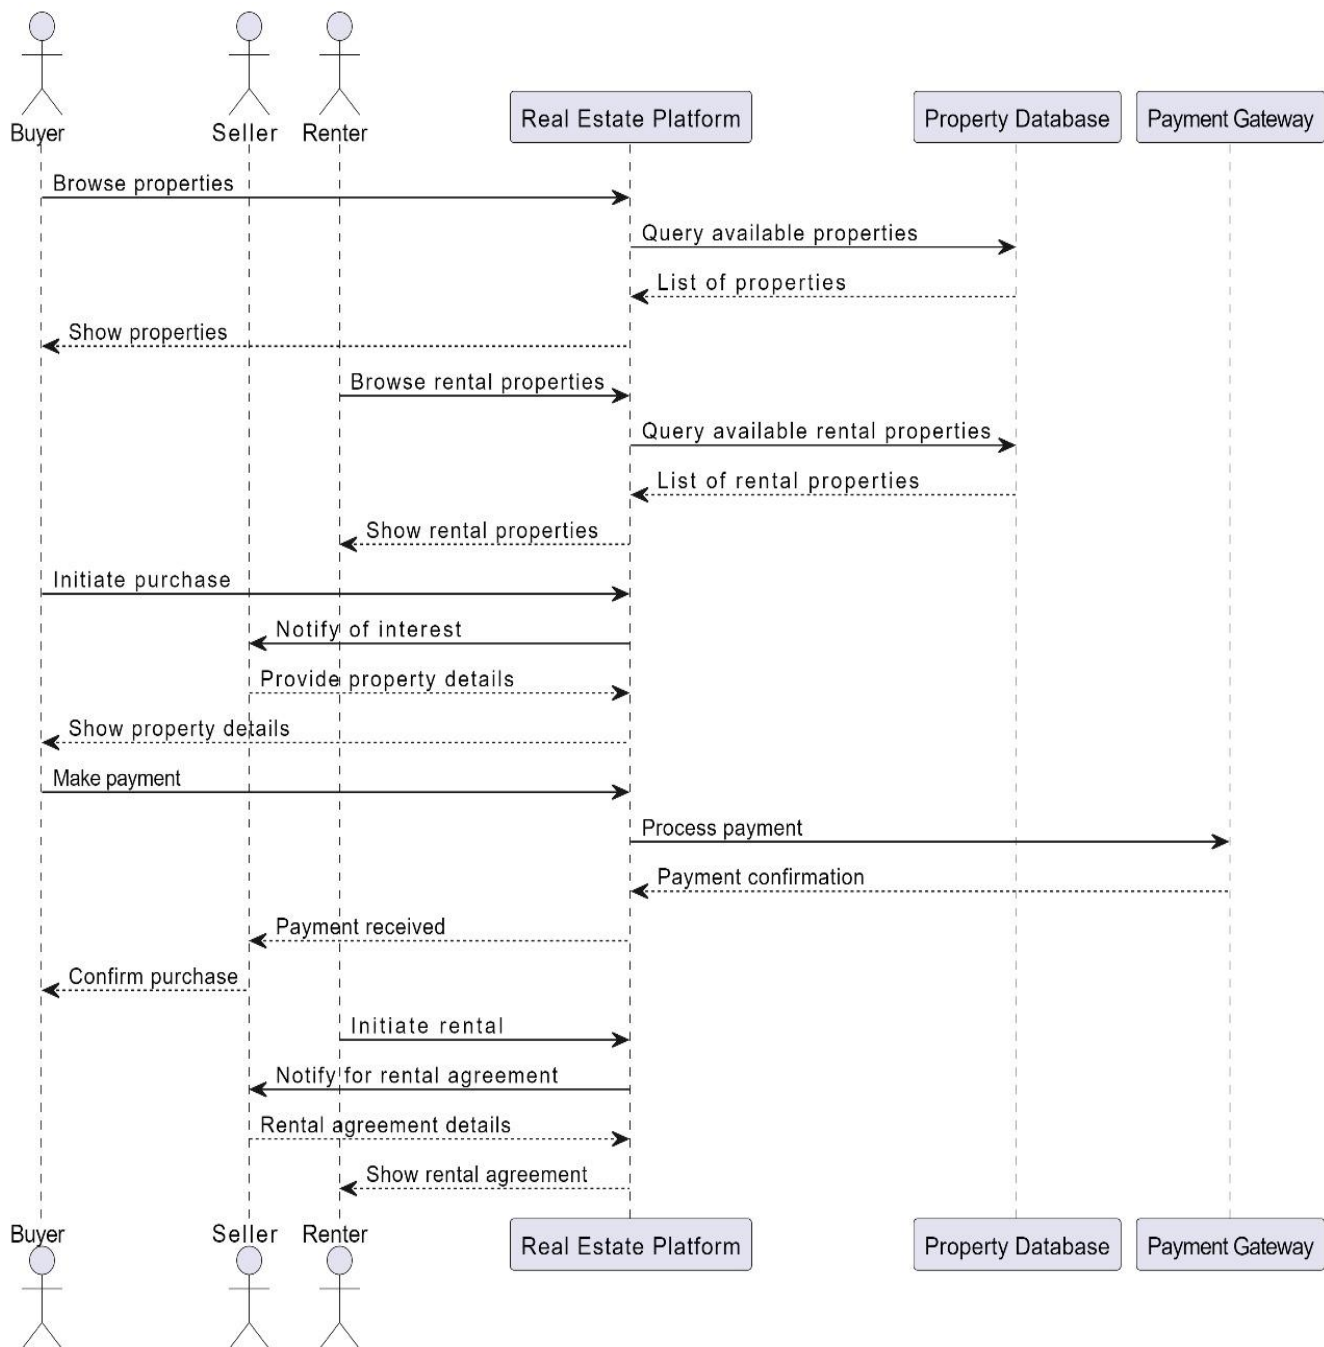 Buyer
Seller
Renter
Real Estate Platform
Property Database
Payment Gateway
Browse properties
Query available properties
List of properties
Show properties
Browse rental properties
Query available rental properties
List of rental properties
Show rental properties
Initiate purchase
Notify of interest
Provide property details
Show property details
Make payment
Process payment
Payment confirmation
Payment received
Confirm purchase
Initiate rental
Notify for rental agreement
Rental agreement details
Show rental agreement
Buyer
Seller
Renter
Real Estate Platform
Property Database
Payment Gateway